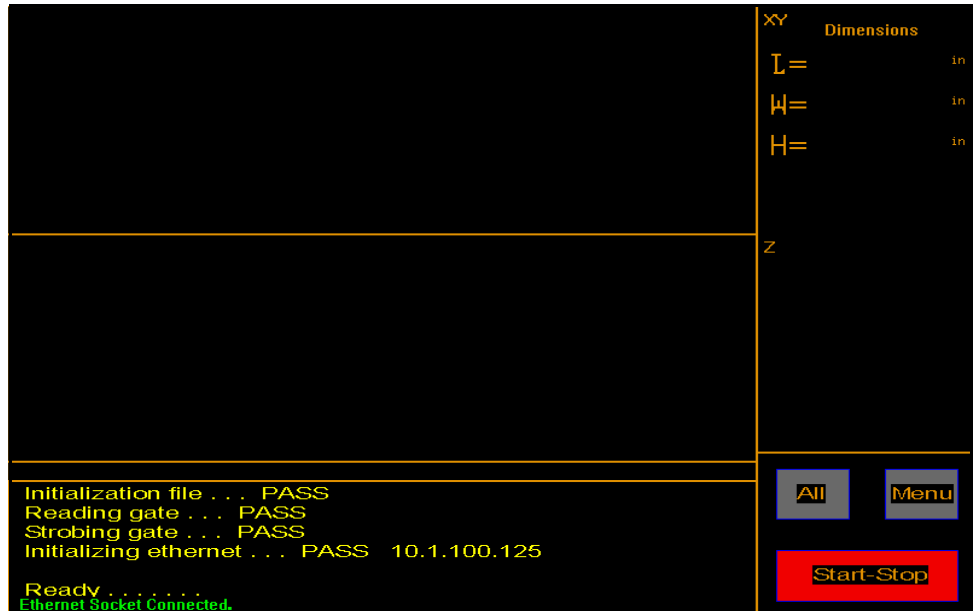 XY
Dimensions
L= in
W= in
H= in
Z
Initialization file . . . PASS
Reading gate . . . PASS
Strobing gate . . . PASS
Initializing ethernet . . . PASS 10.1.100.125
Ready . . . . . . .
Ethernet Socket Connected.
All Menu
Start-Stop